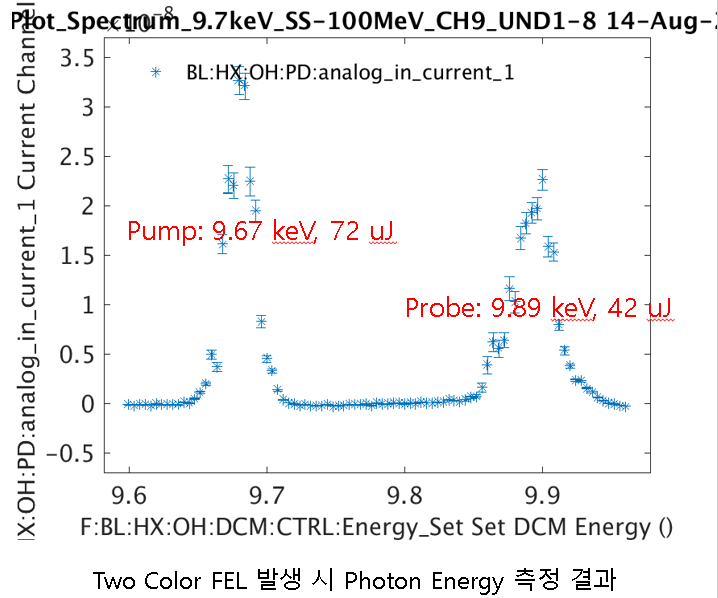 Plot_Spectrum_9.7keV_SS-100MeV_CH9_UND1-8 14-Aug-
×10-8
BL:HX:OH:PD:analog_in_current_1
3.5
3
2.5
2
1.5
1
0.5
0
-0.5
X:OH:PD:analog_in_current_1 Current Channel
Pump: 9.67 keV, 72 uJ
Probe: 9.89 keV, 42 uJ
9.6 9.7 9.8 9.9
F:BL:HX:OH:DCM:CTRL:Energy_Set Set DCM Energy ()
Two Color FEL 발생 시 Photon Energy 측정 결과